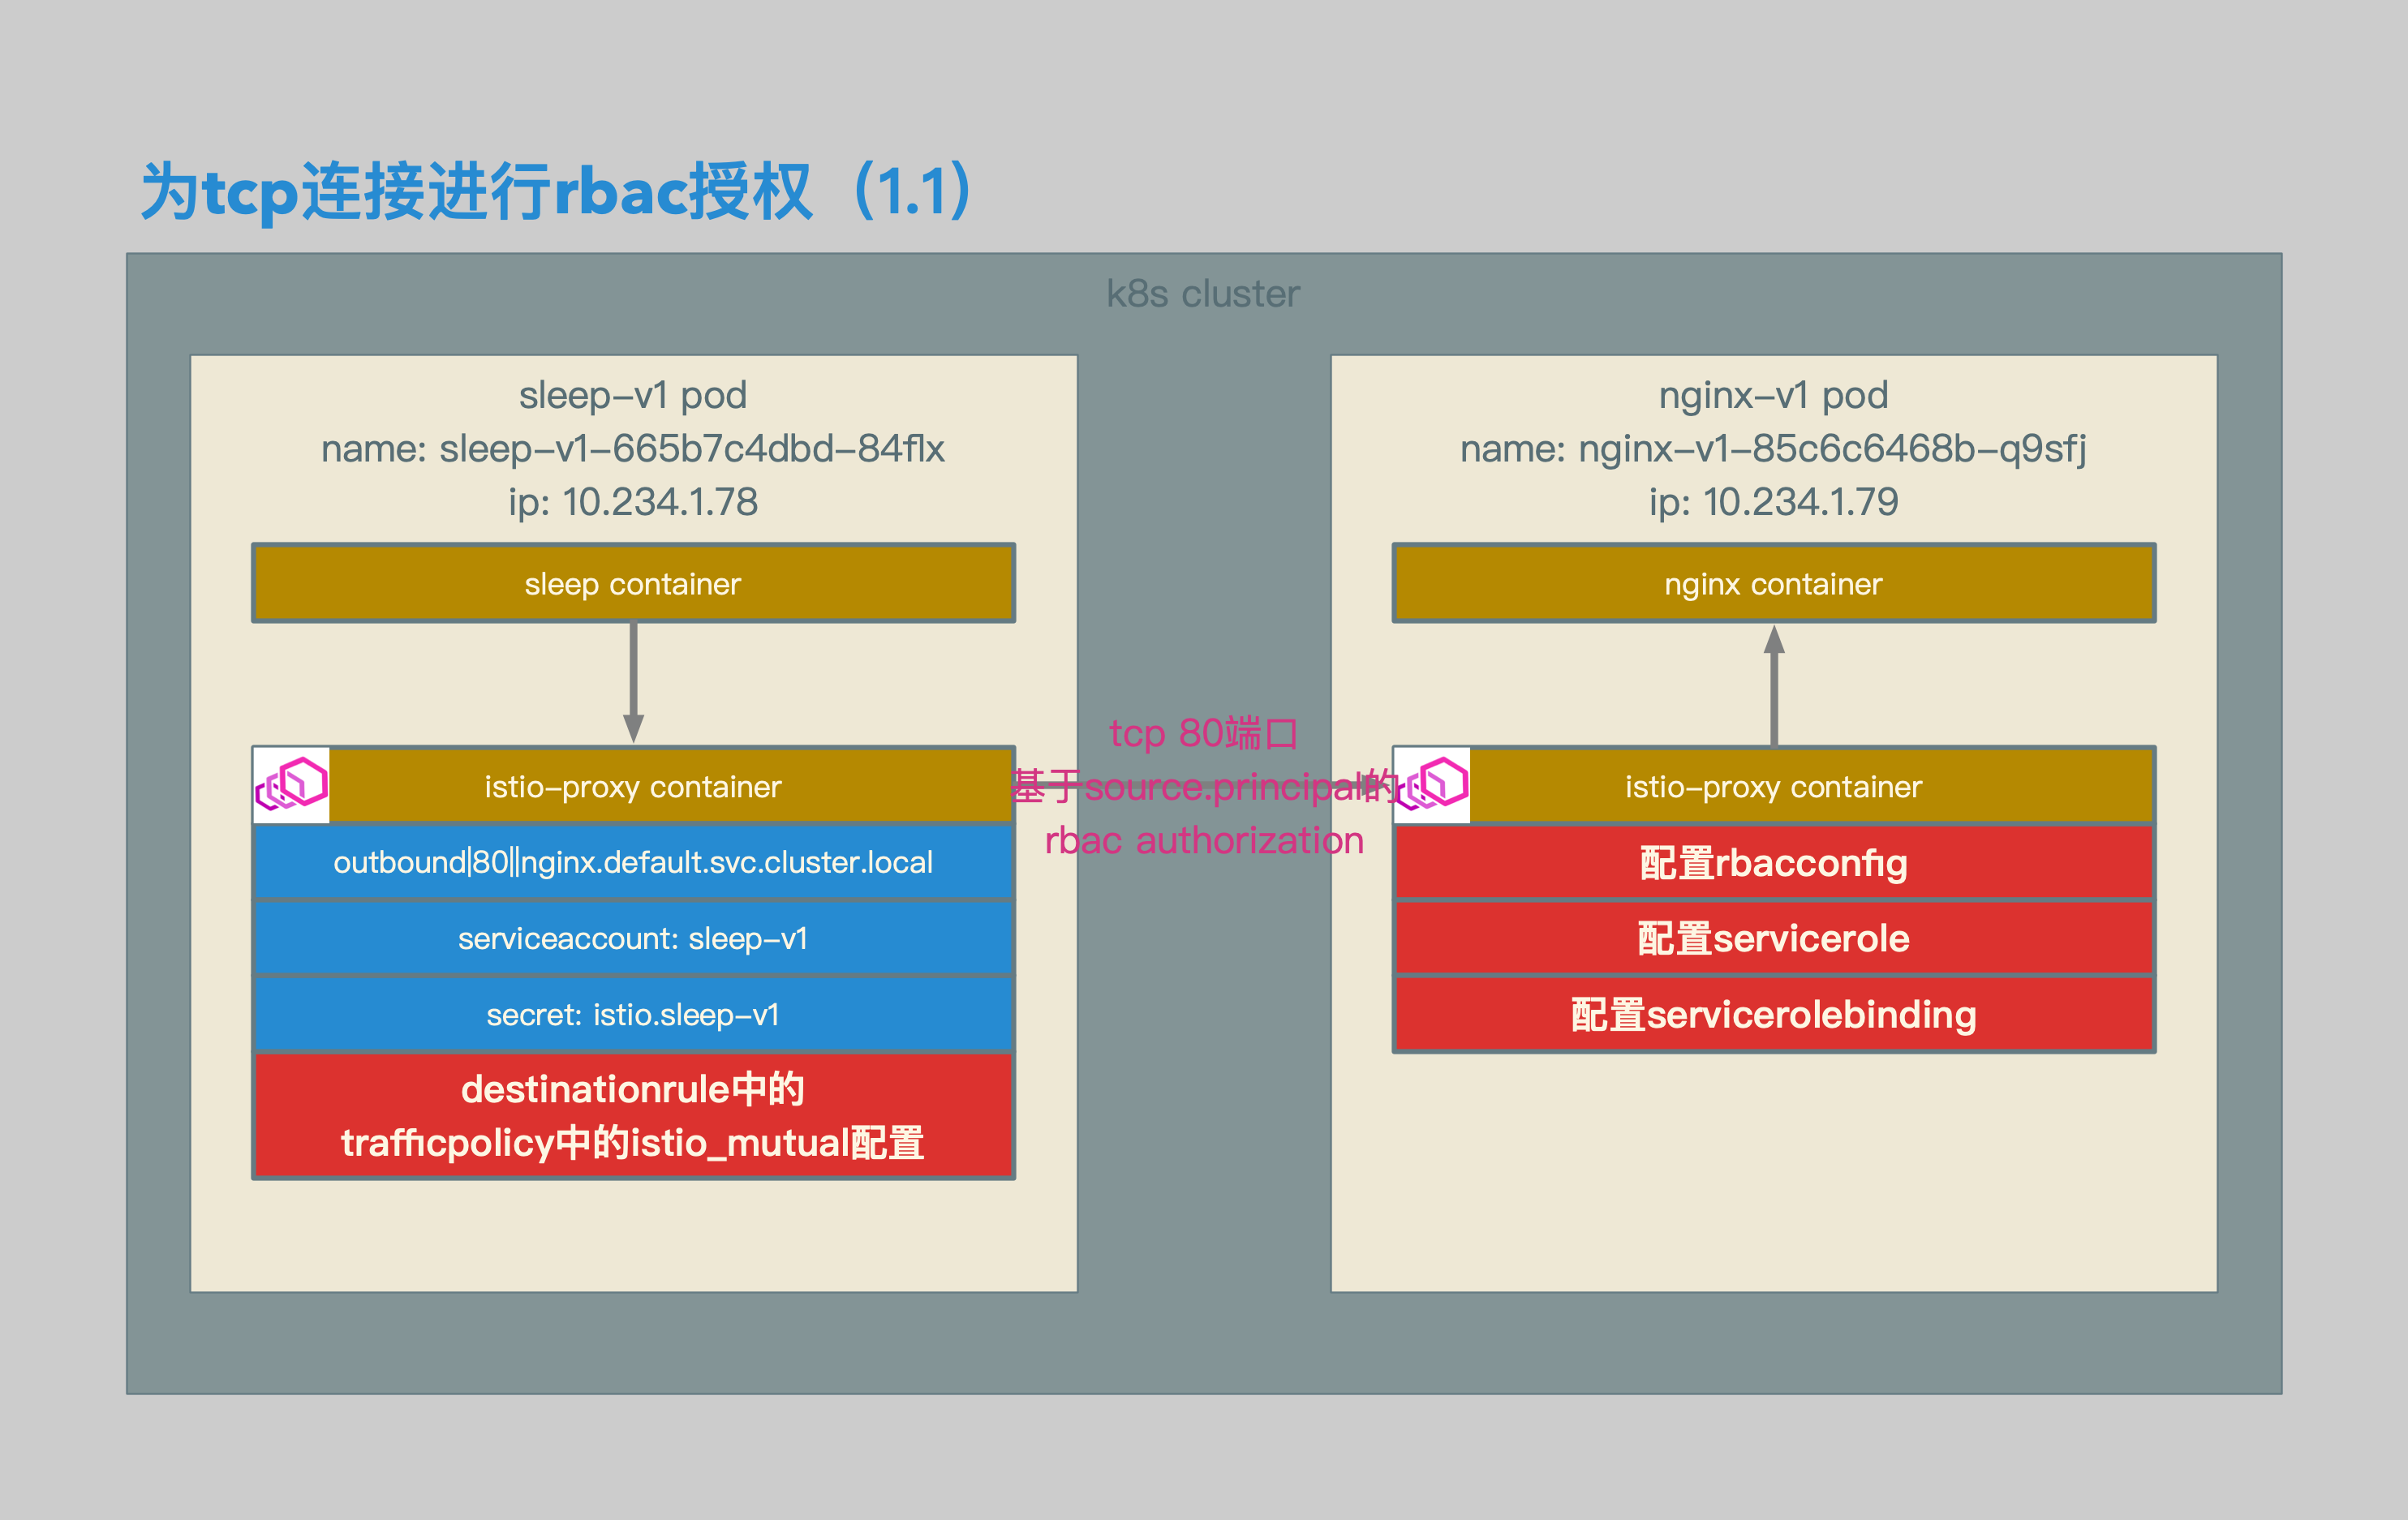 为tcp连接进行rbac授权（1.1）
k8s cluster
sleep-v1 pod
name: sleep-v1-665b7c4dbd-84flx
ip: 10.234.1.78
sleep container
istio-proxy container
outbound|80||nginx.default.svc.cluster.local
serviceaccount: sleep-v1
secret: istio.sleep-v1
destinationrule中的
trafficpolicy中的istio_mutual配置
tcp 80端口
基于source.principal的
rbac authorization
nginx-v1 pod
name: nginx-v1-85c6c6468b-q9sfj
ip: 10.234.1.79
nginx container
istio-proxy container
配置rbacconfig
配置servicerole
配置servicerolebinding